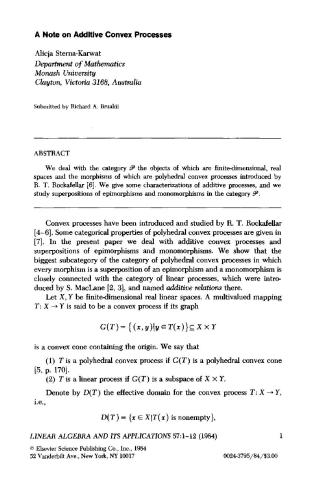 A Note on Additive Convex Processes
Alicja Sterna-Karwat
Department of Mathematics
Monash University
Clayton, Victoria 3168, Australia
Submitted by Richard A. Brualdi
ABSTRACT
We deal with the category 𝒫 the objects of which are finite-dimensional, real
spaces and the morphisms of which are polyhedral convex processes introduced by
R. T. Rockafellar [6]. We give some characterizations of additive processes, and we
study superpositions of epimorphisms and monomorphisms in the category 𝒫.
Convex processes have been introduced and studied by R. T. Rockafellar
[4–6]. Some categorical properties of polyhedral convex processes are given in
[7]. In the present paper we deal with additive convex processes and
superpositions of epimorphisms and monomorphisms. We show that the
biggest subcategory of the category of polyhedral convex processes in which
every morphism is a superposition of an epimorphism and a monomorphism is
closely connected with the category of linear processes, which were intro-
duced by S. MacLane [2, 3], and named additive relations there.
Let X, Y be finite-dimensional real linear spaces. A multivalued mapping
T: X → Y is said to be a convex process if its graph
G(T) = {(x, y)|y ∈ T(x)} ⊆ X × Y
is a convex cone containing the origin. We say that
(1) T is a polyhedral convex process if G(T) is a polyhedral convex cone
[5, p. 170].
(2) T is a linear process if G(T) is a subspace of X × Y.
Denote by D(T) the effective domain for the convex process T: X → Y,
i.e.,
D(T) = {x ∈ X|T(x) is nonempty},
LINEAR ALGEBRA AND ITS APPLICATIONS 57:1–12 (1984) 1
© Elsevier Science Publishing Co., Inc., 1984
52 Vanderbilt Ave., New York, NY 10017 0024-3795/84/$3.00